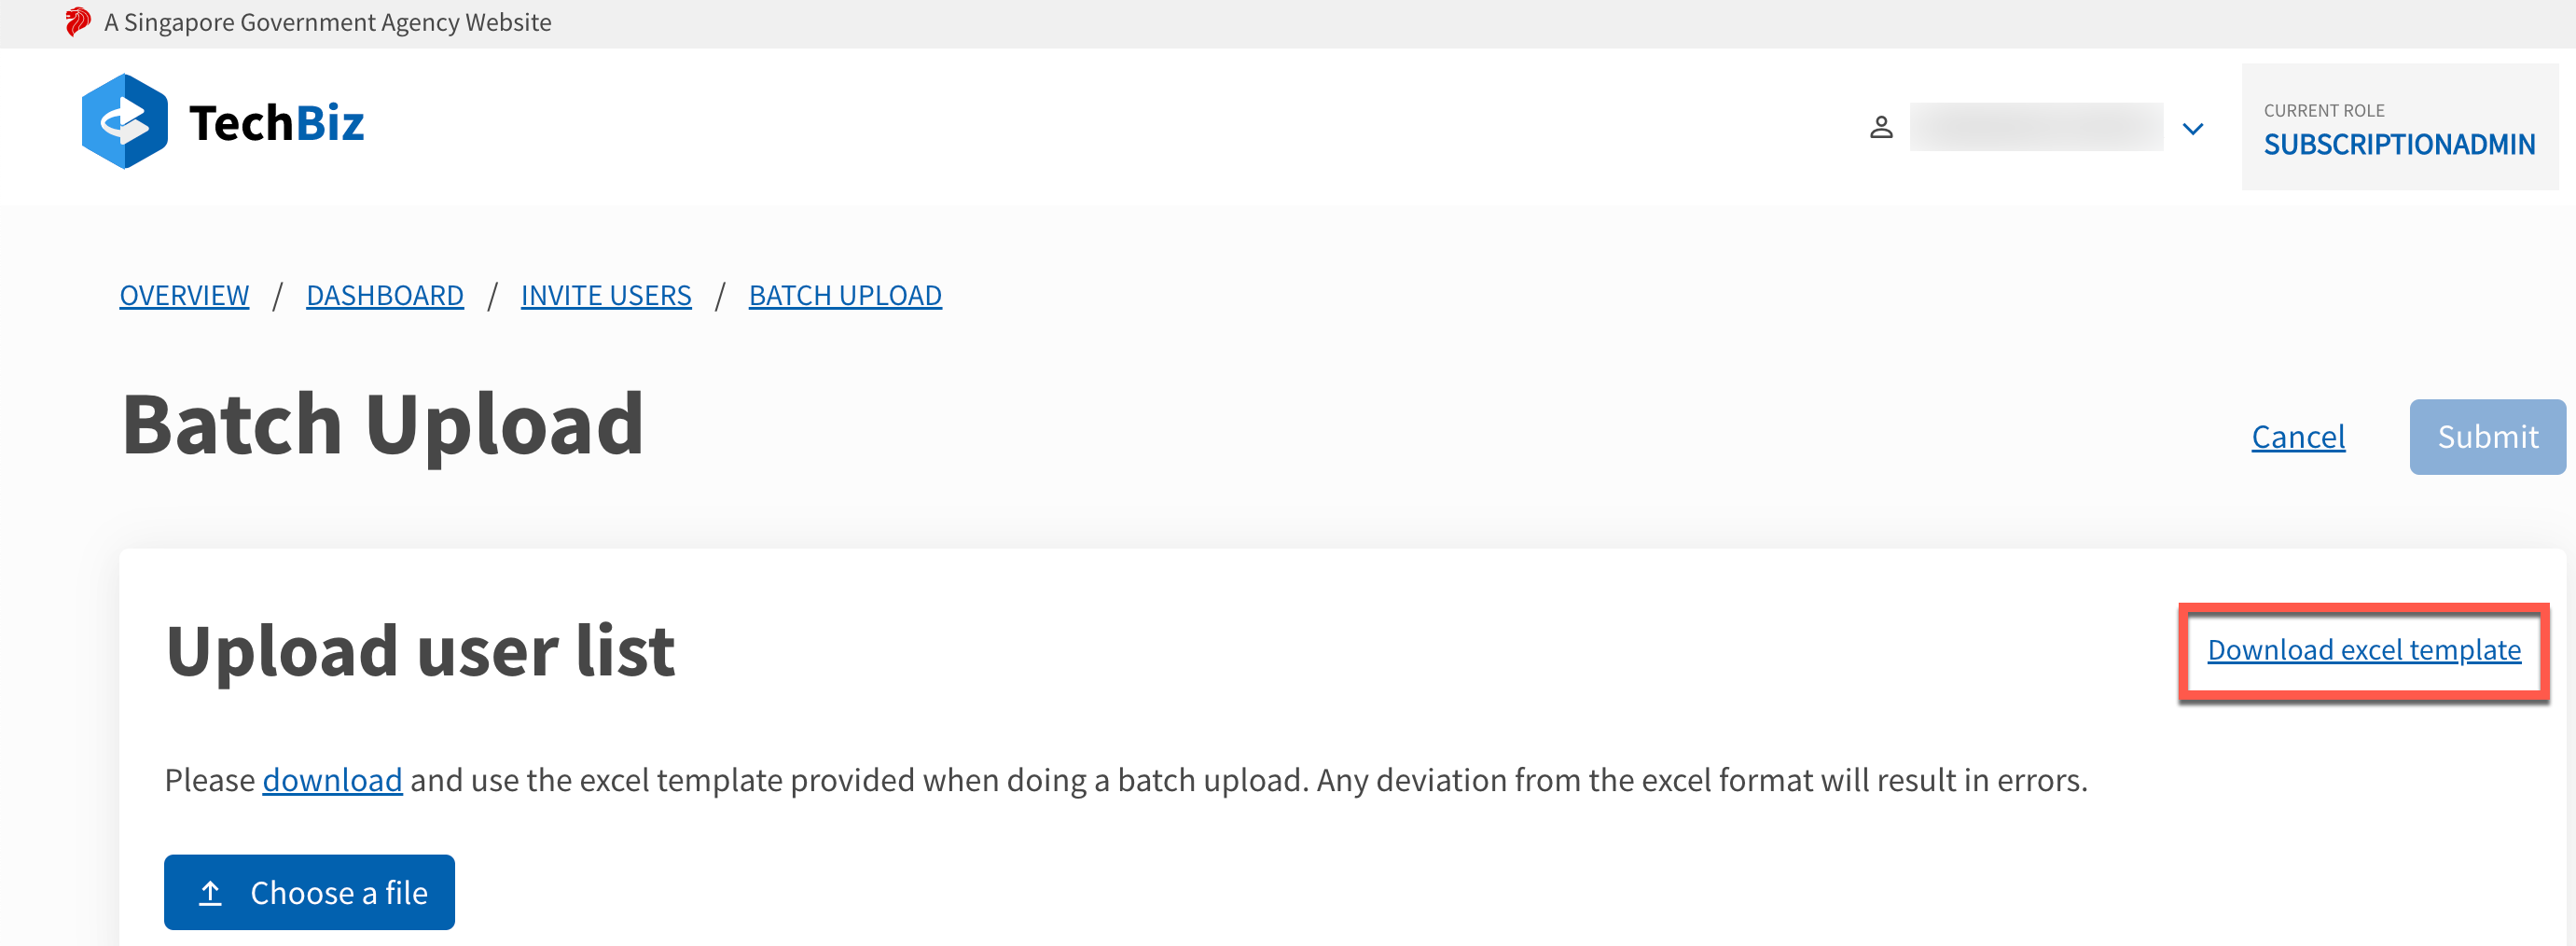 A Singapore Government Agency Website
TechBiz
CURRENT ROLE
SUBSCRIPTIONADMIN
OVERVIEW / DASHBOARD / INVITE USERS / BATCH UPLOAD
Batch Upload
Cancel
Submit
Upload user list
Download excel template
Please download and use the excel template provided when doing a batch upload. Any deviation from the excel format will result in errors.
Choose a file